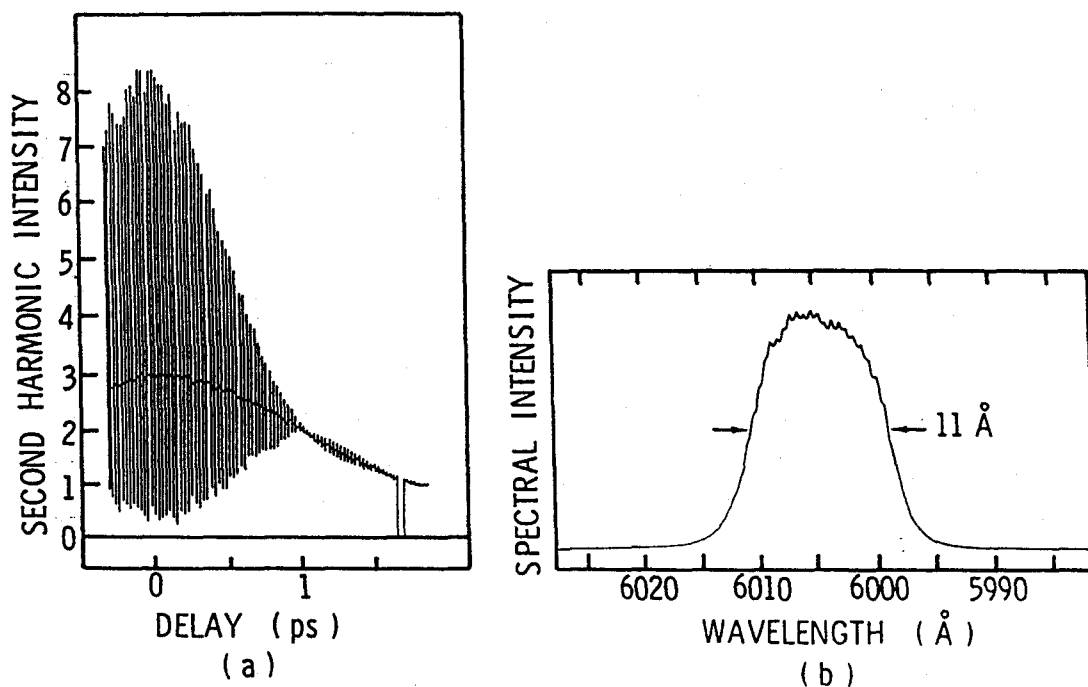 SECOND HARMONIC INTENSITY
8
7
6
5
4
3
2
1
0
0 1
DELAY (ps)
(a)
SPECTRAL INTENSITY
11 Å
6020 6010 6000 5990
WAVELENGTH (Å)
(b)